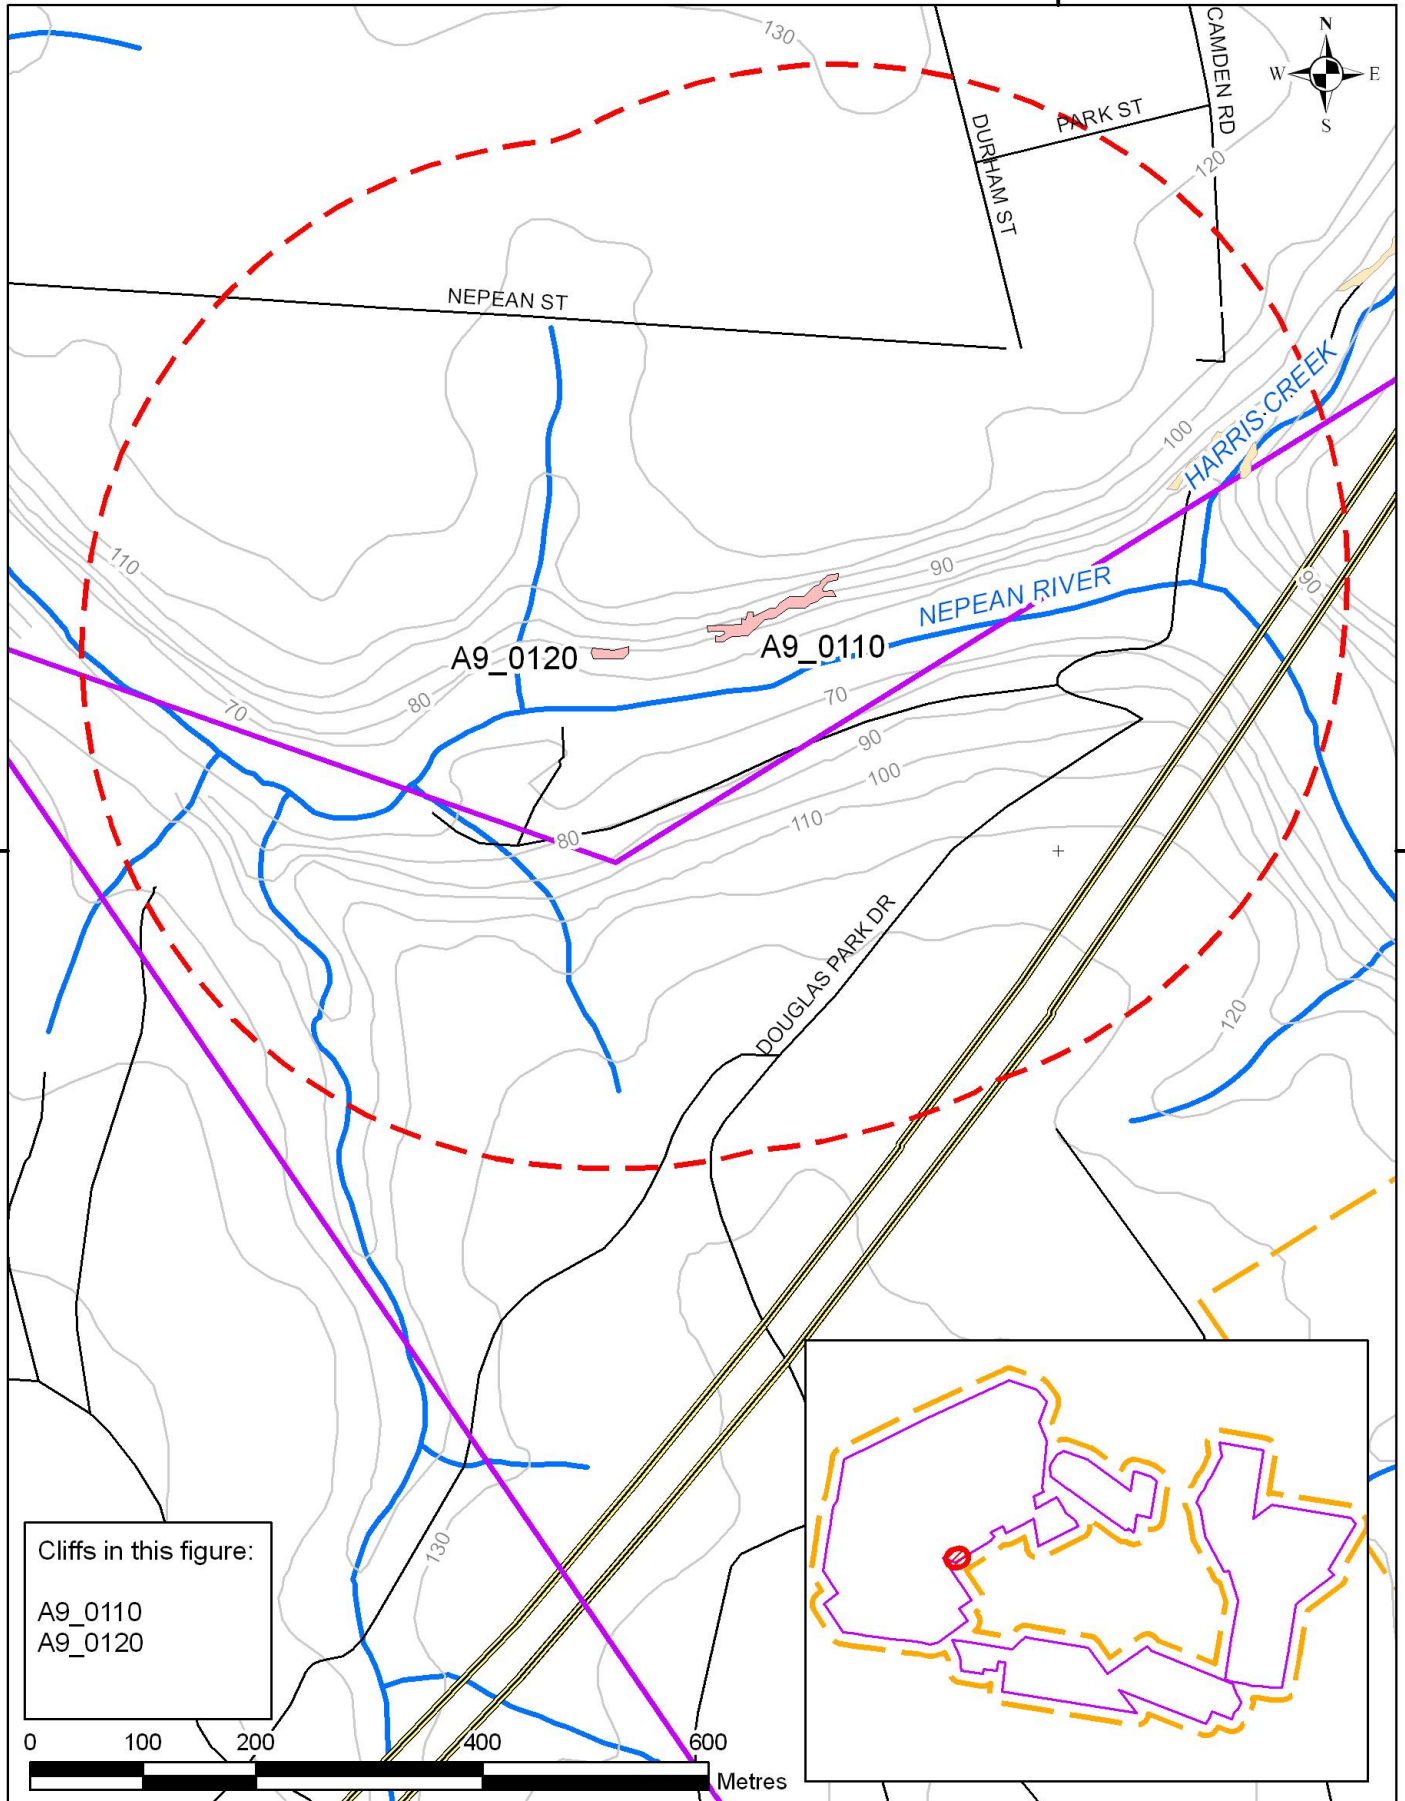 130
CAMDEN RD
N
W E
S
PARK ST
DURHAM ST
120
NEPEAN ST
HARRIS CREEK
100
110
90
90
NEPEAN RIVER
A9_0120
A9_0110
80
70
70
90
100
110
80
DOUGLAS PARK DR
120
130
Cliffs in this figure:
A9_0110
A9_0120
0 100 200 400 600
Metres